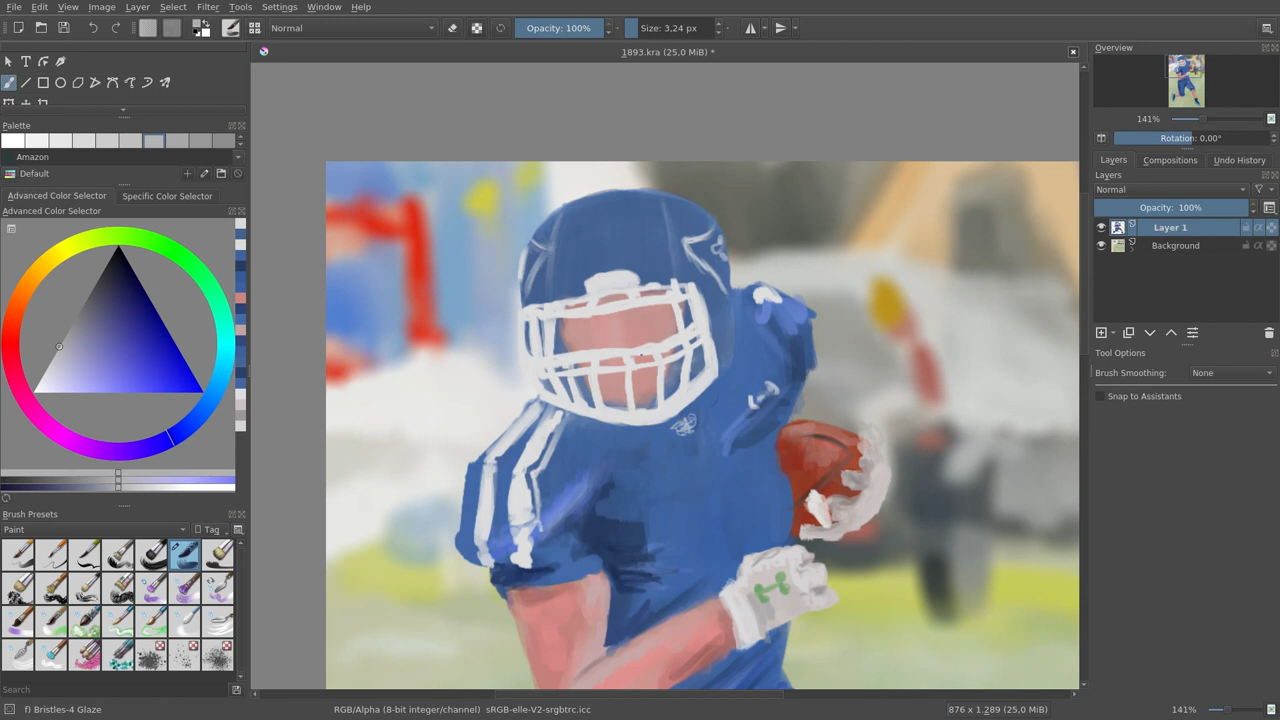 File Edit View Image Layer Select Filter Tools Settings Window Help
Normal Opacity: 100% Size: 3,24 px
1893.kra (25,0 MiB) *
Palette
Amazon
Default
Advanced Color Selector Specific Color Selector
Advanced Color Selector
Brush Presets
Paint Tag
Search
f) Bristles-4 Glaze RGB/Alpha (8-bit integer/channel) sRGB-elle-V2-srgbtrc.icc 876 x 1.289 (25,0 MiB) 141%
Overview
141%
Rotation: 0,00°
Layers Compositions Undo History
Layers
Normal
Opacity: 100%
Layer 1
Background
Tool Options
Brush Smoothing: None
Snap to Assistants